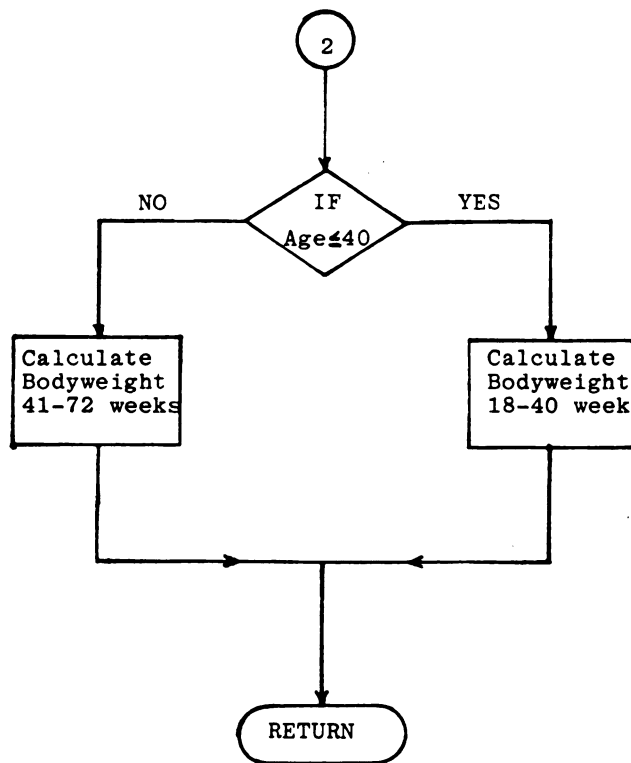 2
NO
IF
YES
Age≤40
Calculate
Bodyweight
41-72 weeks
Calculate
Bodyweight
18-40 week
RETURN